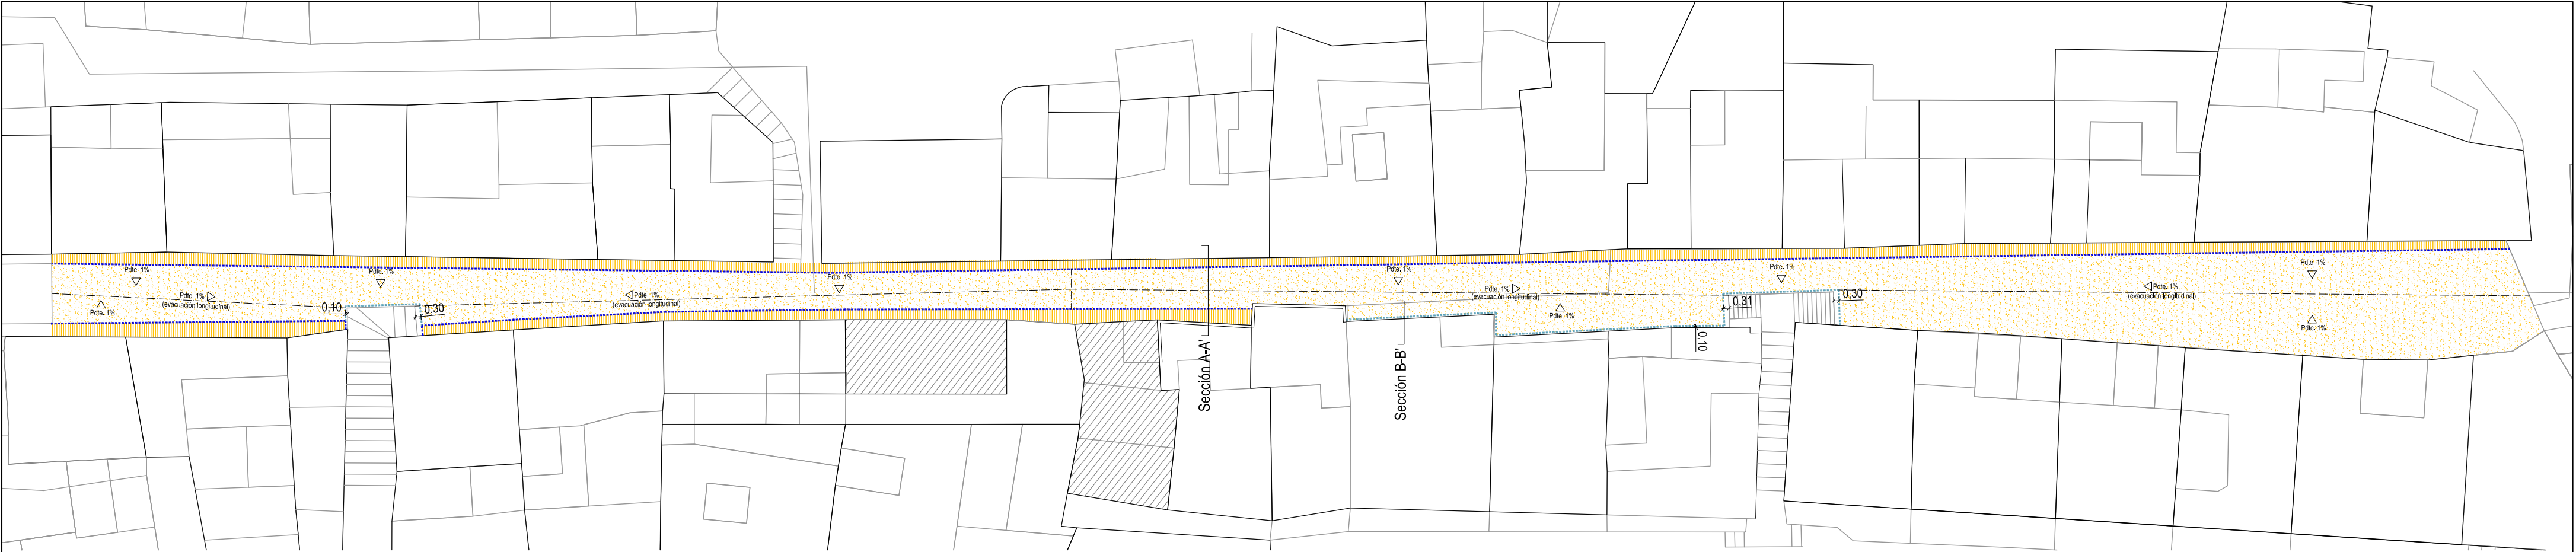 Pdte. 1%
Pdte. 1%
Pdte. 1%
(evacuación longitudinal)
Pdte. 1%
0,10
0,30
Pdte. 1%
(evacuación longitudinal)
Pdte. 1%
Sección A-A'
Pdte. 1%
Sección B-B'
Pdte. 1%
(evacuación longitudinal)
Pdte. 1%
0,10
0,31
Pdte. 1%
0,30
Pdte. 1%
(evacuación longitudinal)
Pdte. 1%
Pdte. 1%